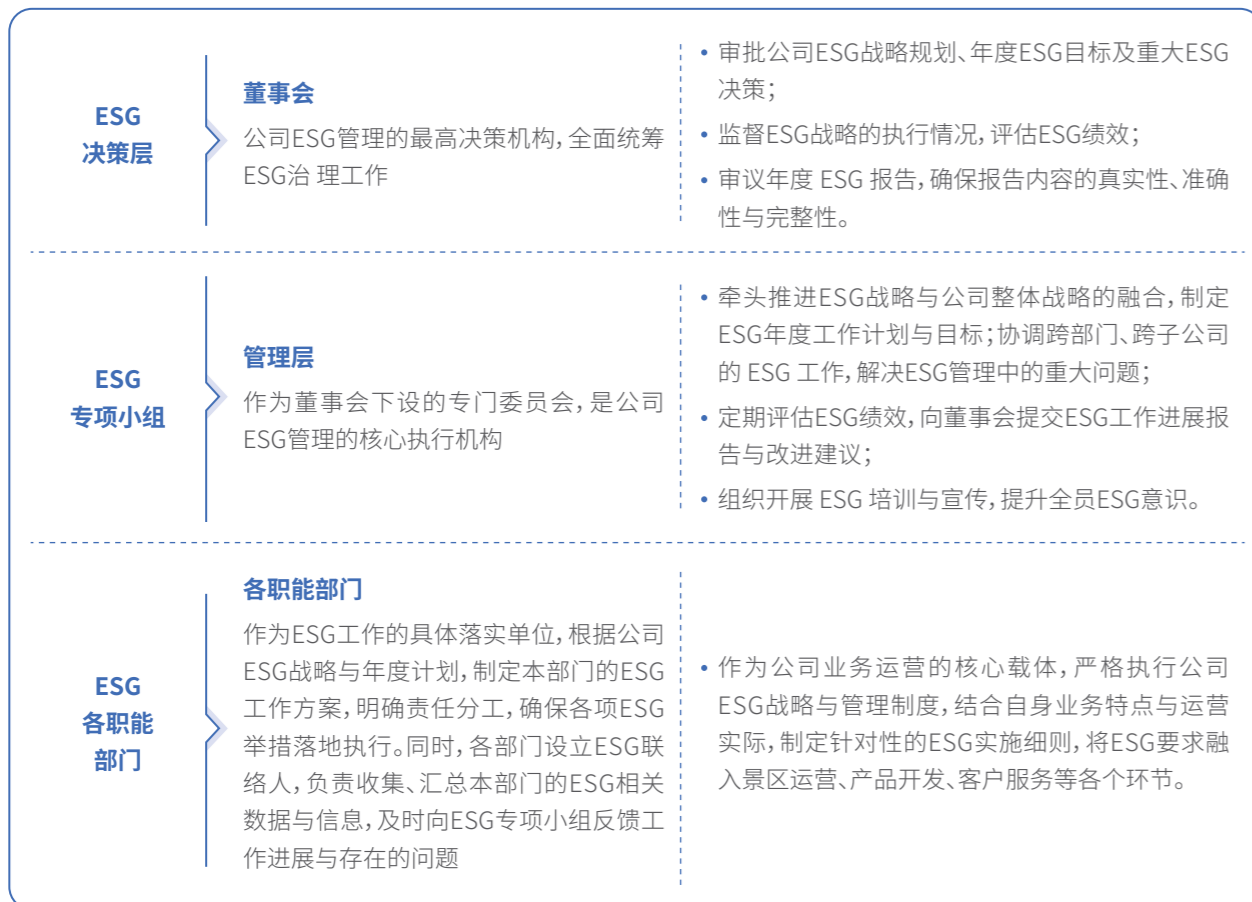 ESG
决策层
董事会
公司ESG管理的最高决策机构，全面统筹
ESG治 理工作
• 审批公司ESG战略规划、年度ESG目标及重大ESG
决策；
• 监督ESG战略的执行情况，评估ESG绩效；
• 审议年度 ESG 报告，确保报告内容的真实性、准确
性与完整性。
ESG
专项小组
管理层
作为董事会下设的专门委员会，是公司
ESG管理的核心执行机构
• 牵头推进ESG战略与公司整体战略的融合，制定
ESG年度工作计划与目标；协调跨部门、跨子公司
的 ESG 工作，解决ESG管理中的重大问题；
• 定期评估ESG绩效，向董事会提交ESG工作进展报
告与改进建议；
• 组织开展 ESG 培训与宣传，提升全员ESG意识。
ESG
各职能
部门
各职能部门
作为ESG工作的具体落实单位，根据公司
ESG战略与年度计划，制定本部门的ESG
工作方案，明确责任分工，确保各项ESG
举措落地执行。同时，各部门设立ESG联
络人，负责收集、汇总本部门的ESG相关
数据与信息，及时向ESG专项小组反馈工
作进展与存在的问题
• 作为公司业务运营的核心载体，严格执行公司
ESG战略与管理制度，结合自身业务特点与运营
实际，制定针对性的ESG实施细则，将ESG要求融
入景区运营、产品开发、客户服务等各个环节。